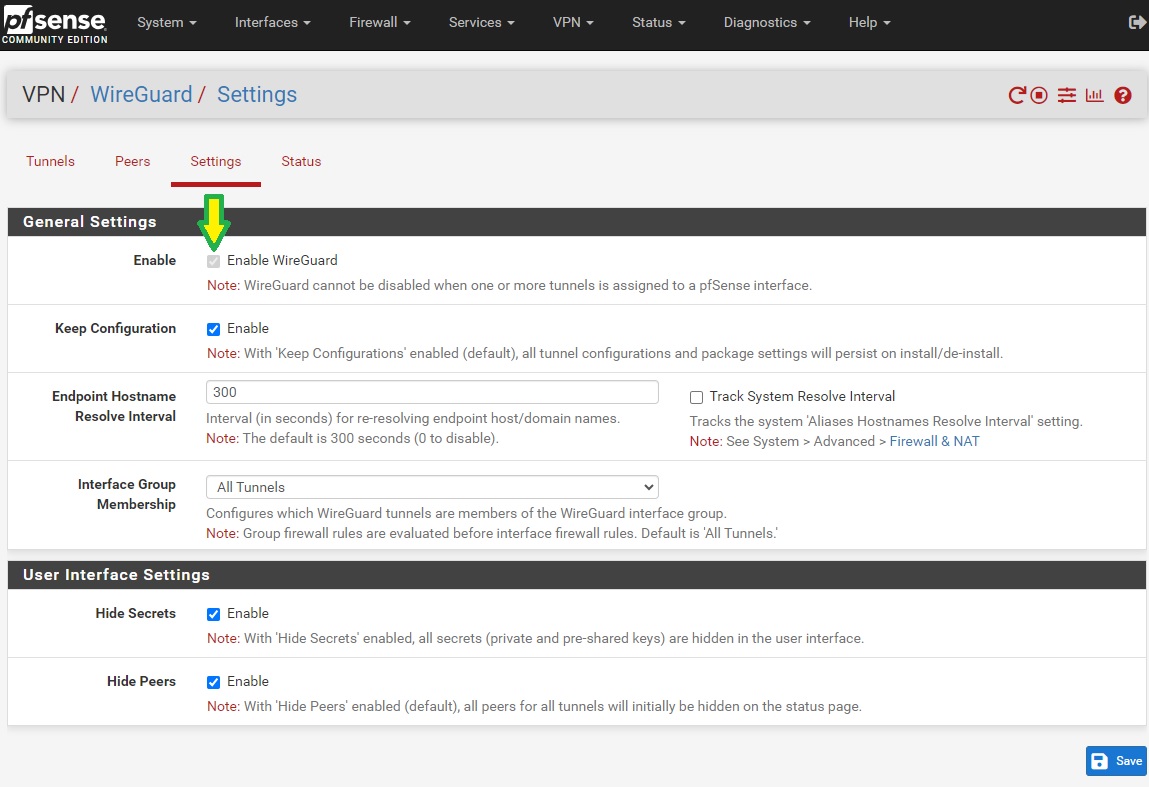 pfsense
COMMUNITY EDITION
System
Interfaces
Firewall
Services
VPN
Status
Diagnostics
Help
VPN / WireGuard / Settings
Tunnels
Peers
Settings
Status
General Settings
Enable
Enable WireGuard
Note: WireGuard cannot be disabled when one or more tunnels is assigned to a pfSense interface.
Keep Configuration
Enable
Note: With 'Keep Configurations' enabled (default), all tunnel configurations and package settings will persist on install/de-install.
Endpoint Hostname
Resolve Interval
300
Interval (in seconds) for re-resolving endpoint host/domain names.
Note: The default is 300 seconds (0 to disable).
Track System Resolve Interval
Tracks the system 'Aliases Hostnames Resolve Interval' setting.
Note: See System > Advanced > Firewall & NAT
Interface Group
Membership
All Tunnels
Configures which WireGuard tunnels are members of the WireGuard interface group.
Note: Group firewall rules are evaluated before interface firewall rules. Default is 'All Tunnels.'
User Interface Settings
Hide Secrets
Enable
Note: With 'Hide Secrets' enabled, all secrets (private and pre-shared keys) are hidden in the user interface.
Hide Peers
Enable
Note: With 'Hide Peers' enabled (default), all peers for all tunnels will initially be hidden on the status page.
Save